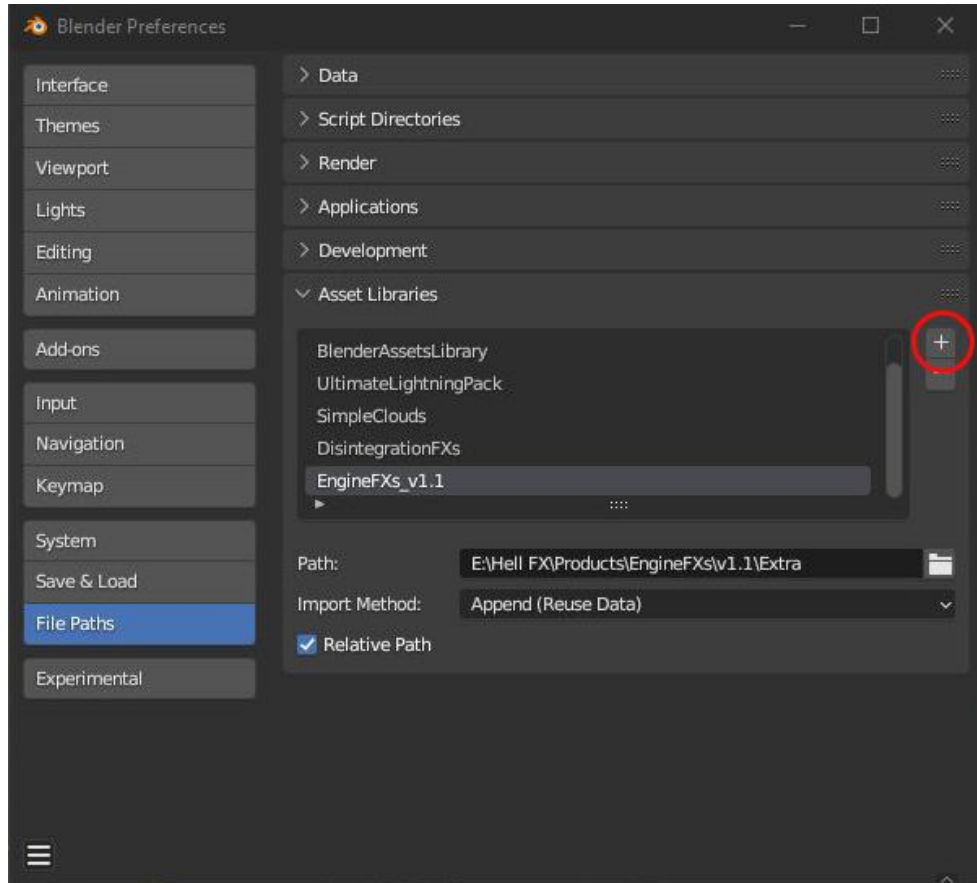 Blender Preferences
Interface
Themes
Viewport
Lights
Editing
Animation
Add-ons
Input
Navigation
Keymap
System
Save & Load
File Paths
Experimental
Data
Script Directories
Render
Applications
Development
Asset Libraries
BlenderAssetsLibrary
UltimateLightningPack
SimpleClouds
DisintegrationFXs
EngineFXs_v1.1
Path: E:\Hell FX\Products\EngineFXs\v1.1\Extra
Import Method: Append (Reuse Data)
Relative Path